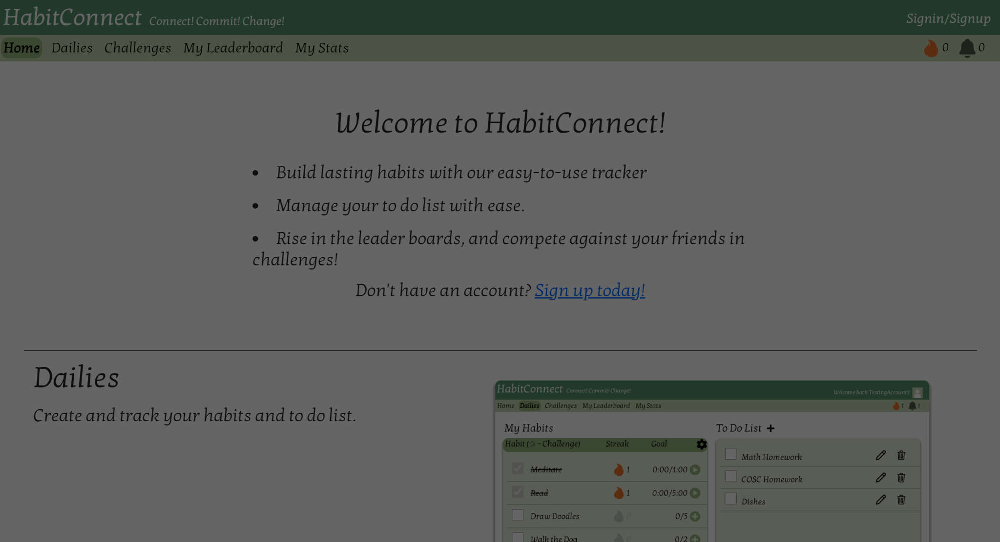 HabitConnect Connect! Commit! Change! Signin/Signup
Home Dailies Challenges My Leaderboard My Stats 0 0
Welcome to HabitConnect!
• Build lasting habits with our easy-to-use tracker
• Manage your to do list with ease.
• Rise in the leader boards, and compete against your friends in
challenges!
Don't have an account? Sign up today!
Dailies
Create and track your habits and to do list.
HabitConnect Connect! Commit! Change! Welcome back TestingAccount1!
Home Dailies Challenges My Leaderboard My Stats 1 1
My Habits
Habit (☆ - Challenge) Streak Goal
Meditate 1 0:00/1:00
Read 1 0:00/5:00
Draw Doodles 0 0/5
Walk the Dog 0 0/2
To Do List
Math Homework
COSC Homework
Dishes